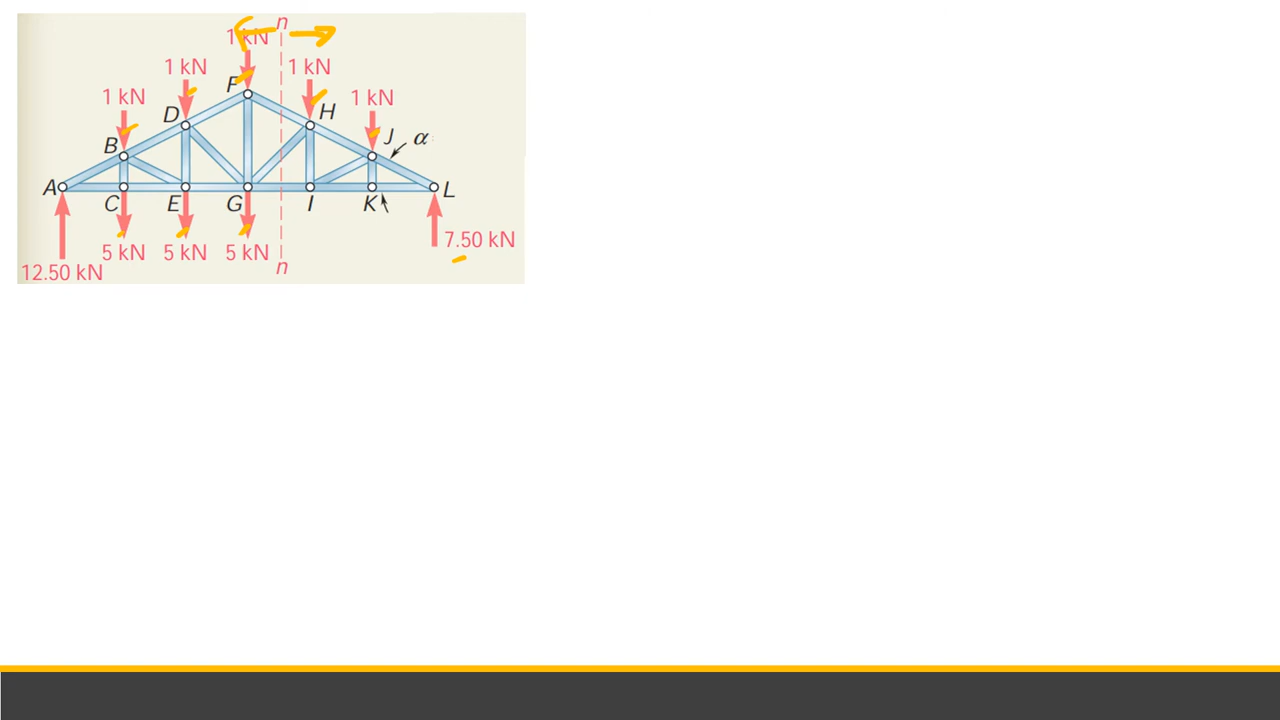 n
1 kN
1 kN 1 kN
F
1 kN 1 kN
D H
B J α
A L
C E G I K
7.50 kN
5 kN 5 kN 5 kN
12.50 kN n